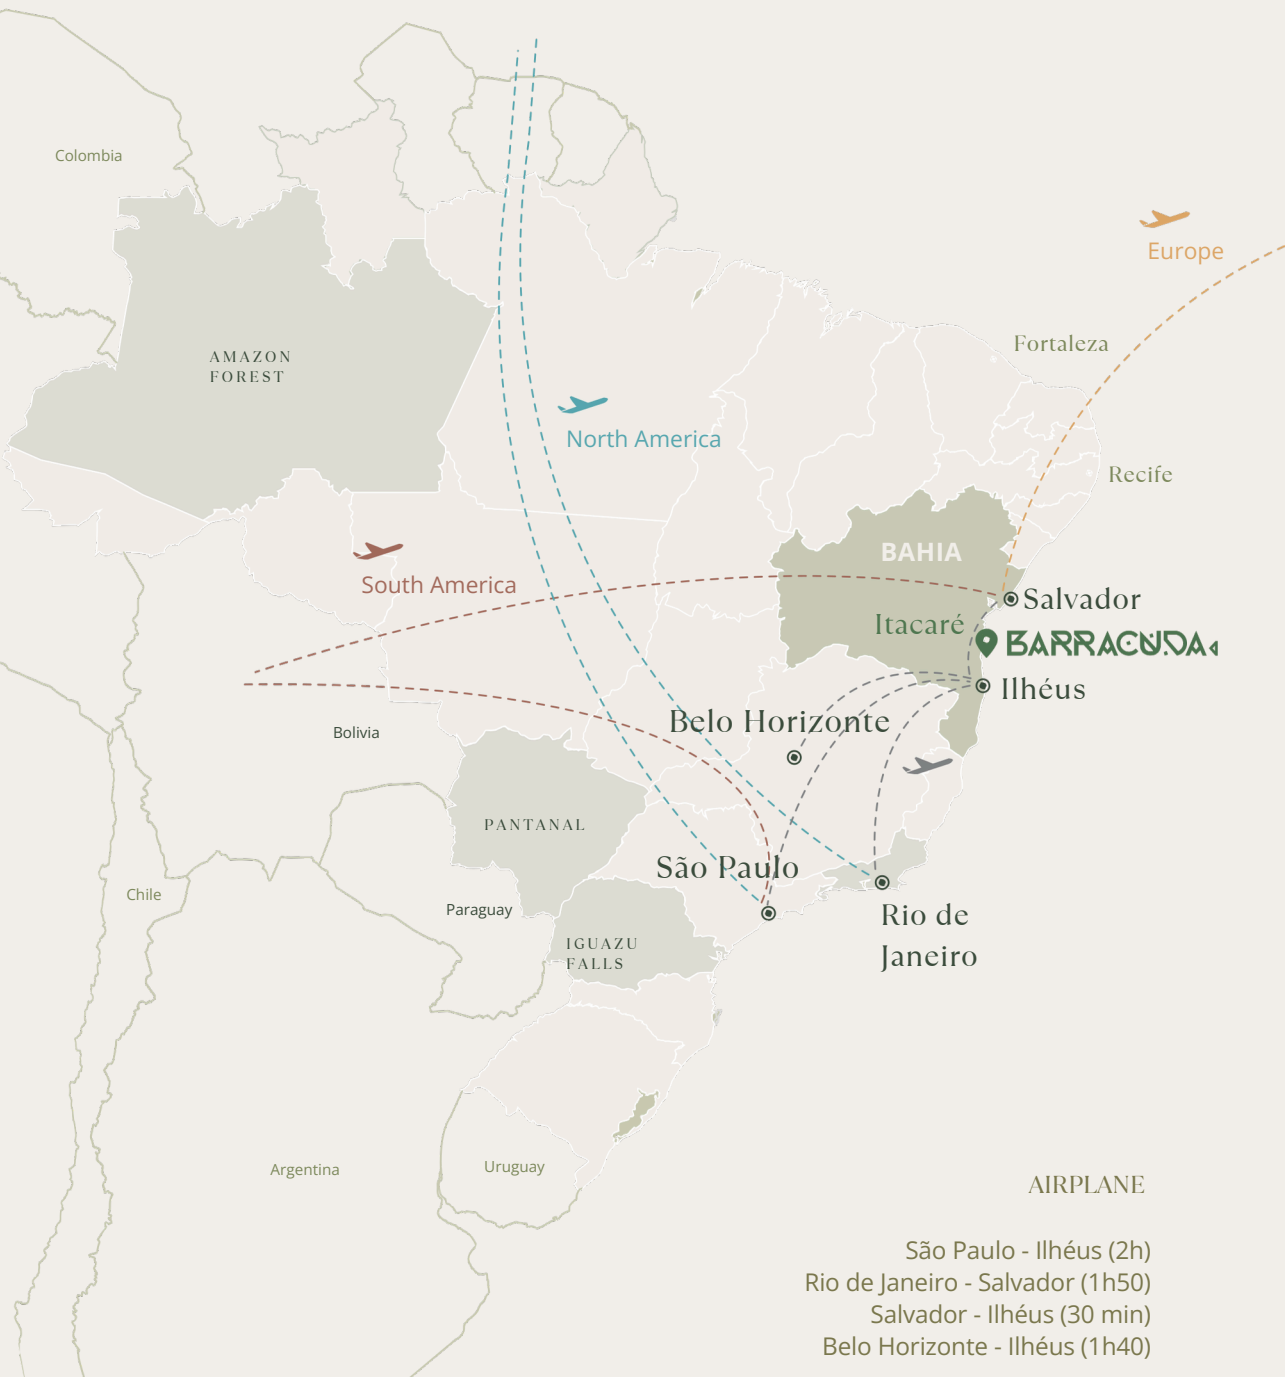 Colombia
Europe
Fortaleza
AMAZON
FOREST
North America
Recife
BAHIA
South America
Salvador
Itacaré
BARRACUDA
Ilhéus
Belo Horizonte
Bolivia
PANTANAL
São Paulo
Chile
Paraguay
Rio de
Janeiro
IGUAZU
FALLS
Argentina
Uruguay
AIRPLANE
São Paulo - Ilhéus (2h)
Rio de Janeiro - Salvador (1h50)
Salvador - Ilhéus (30 min)
Belo Horizonte - Ilhéus (1h40)